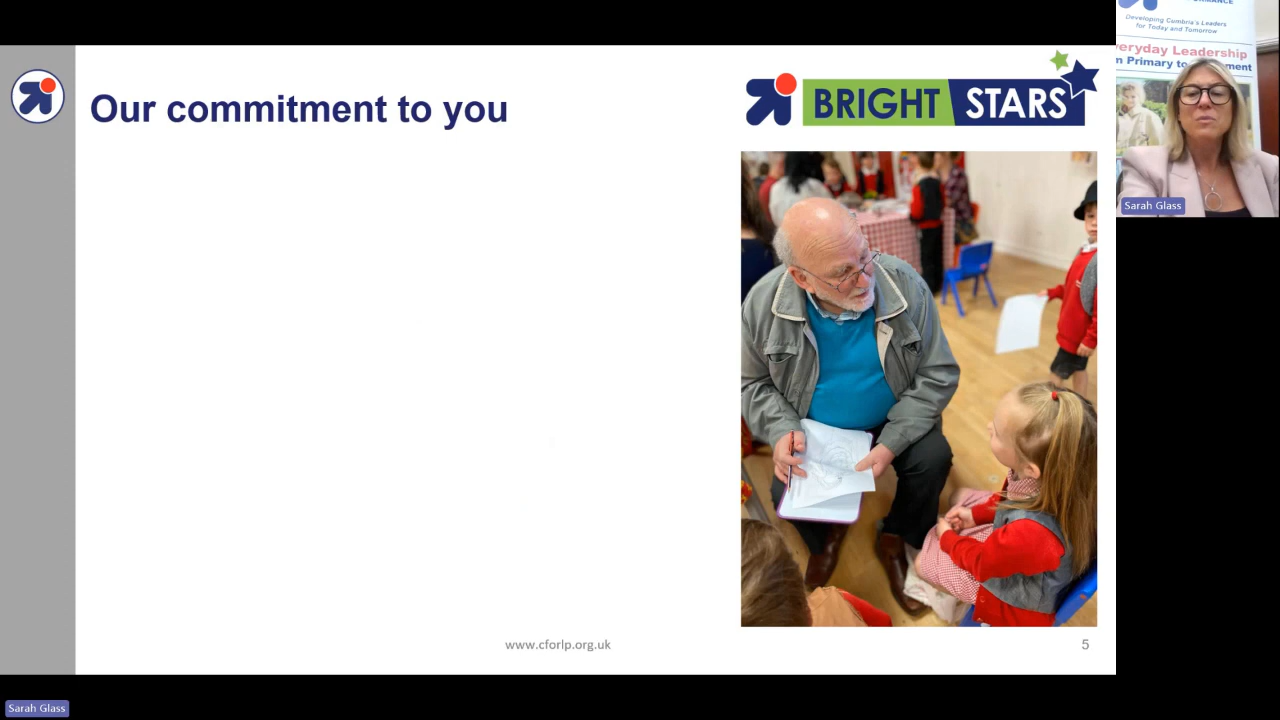 Our commitment to you
BRIGHT STARS
www.cforlp.org.uk
5
Developing Cumbria's Leaders
for Today and Tomorrow
Leadership
Primary to
Sarah Glass
Sarah Glass